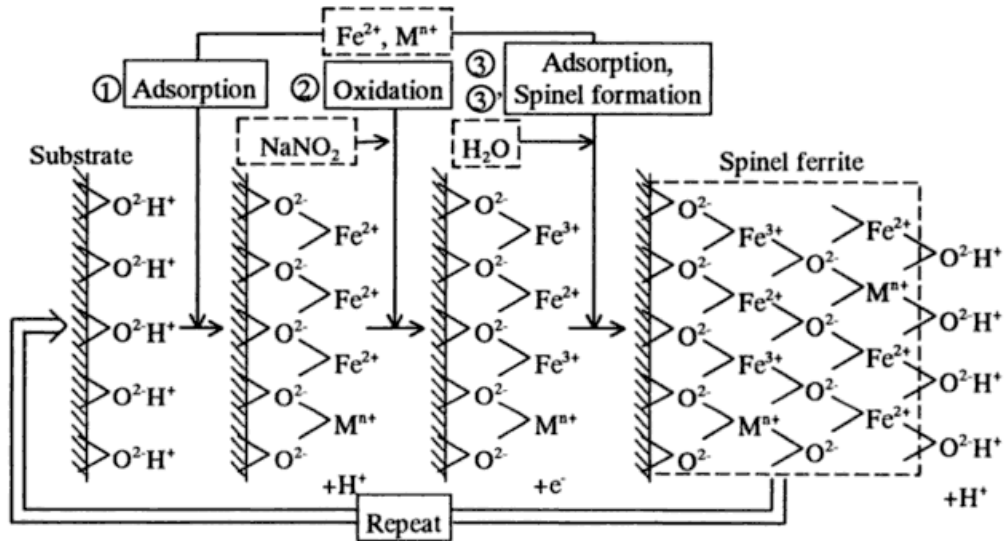 Fe²⁺, Mⁿ⁺
① Adsorption
② Oxidation
③ Adsorption,
③' Spinel formation
NaNO₂
H₂O
Substrate
Spinel ferrite
O²⁻H⁺
O²⁻H⁺
O²⁻H⁺
O²⁻H⁺
O²⁻H⁺
O²⁻
Fe²⁺
O²⁻
Fe²⁺
O²⁻
Fe²⁺
O²⁻
Mⁿ⁺
O²⁻
+H⁺
O²⁻
Fe³⁺
O²⁻
Fe²⁺
O²⁻
Fe³⁺
O²⁻
Mⁿ⁺
O²⁻
+e⁻
O²⁻
Fe²⁺
Fe³⁺
O²⁻H⁺
O²⁻
O²⁻
Mⁿ⁺
Fe²⁺
O²⁻H⁺
O²⁻
O²⁻
Fe²⁺
Fe³⁺
O²⁻H⁺
O²⁻
O²⁻
Fe²⁺
Mⁿ⁺
O²⁻H⁺
O²⁻
O²⁻
+H⁺
Repeat